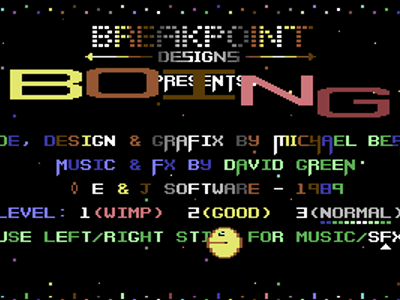 BREAKPOINT
DESIGNS
PRESENTS
BOING
DE, DESIGN & GRAFIX BY MICHAEL BES
MUSIC & FX BY DAVID GREEN
E & J SOFTWARE - 1989
LEVEL: 1(WIMP) 2(GOOD) 3(NORMAL)
USE LEFT/RIGHT STI FOR MUSIC/SFX